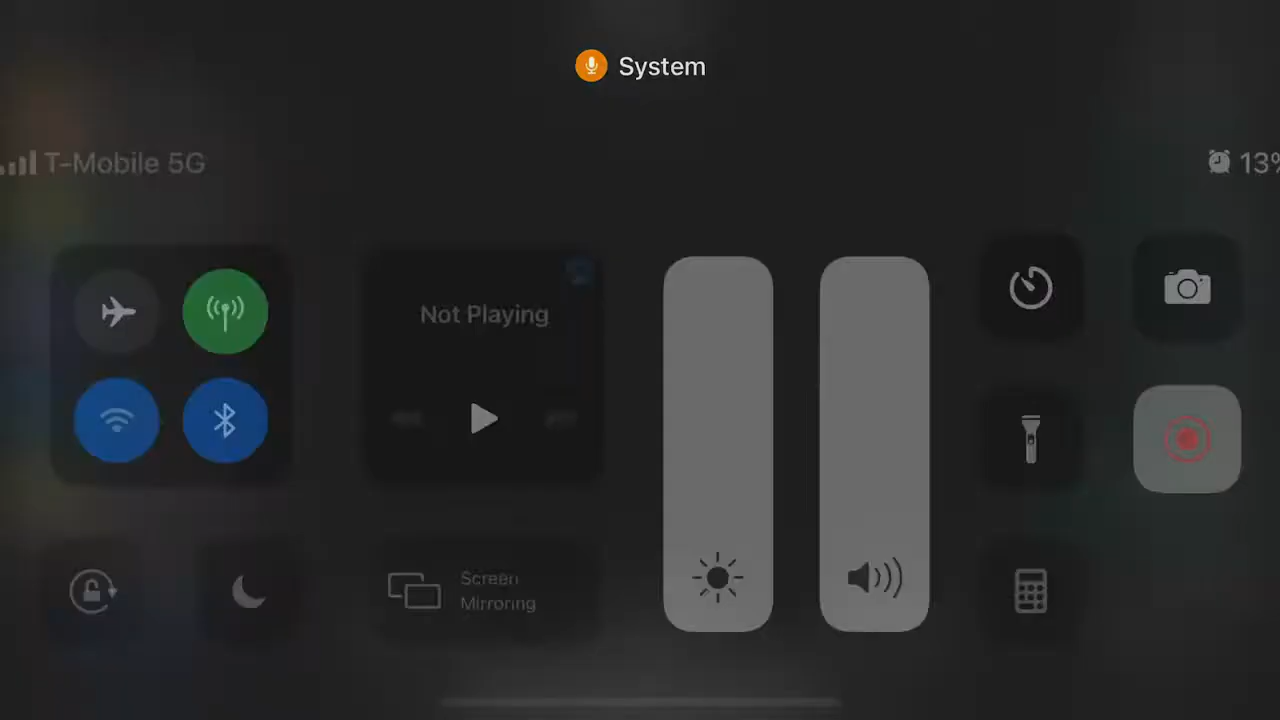 System
T-Mobile 5G
13%
Not Playing
Screen
Mirroring